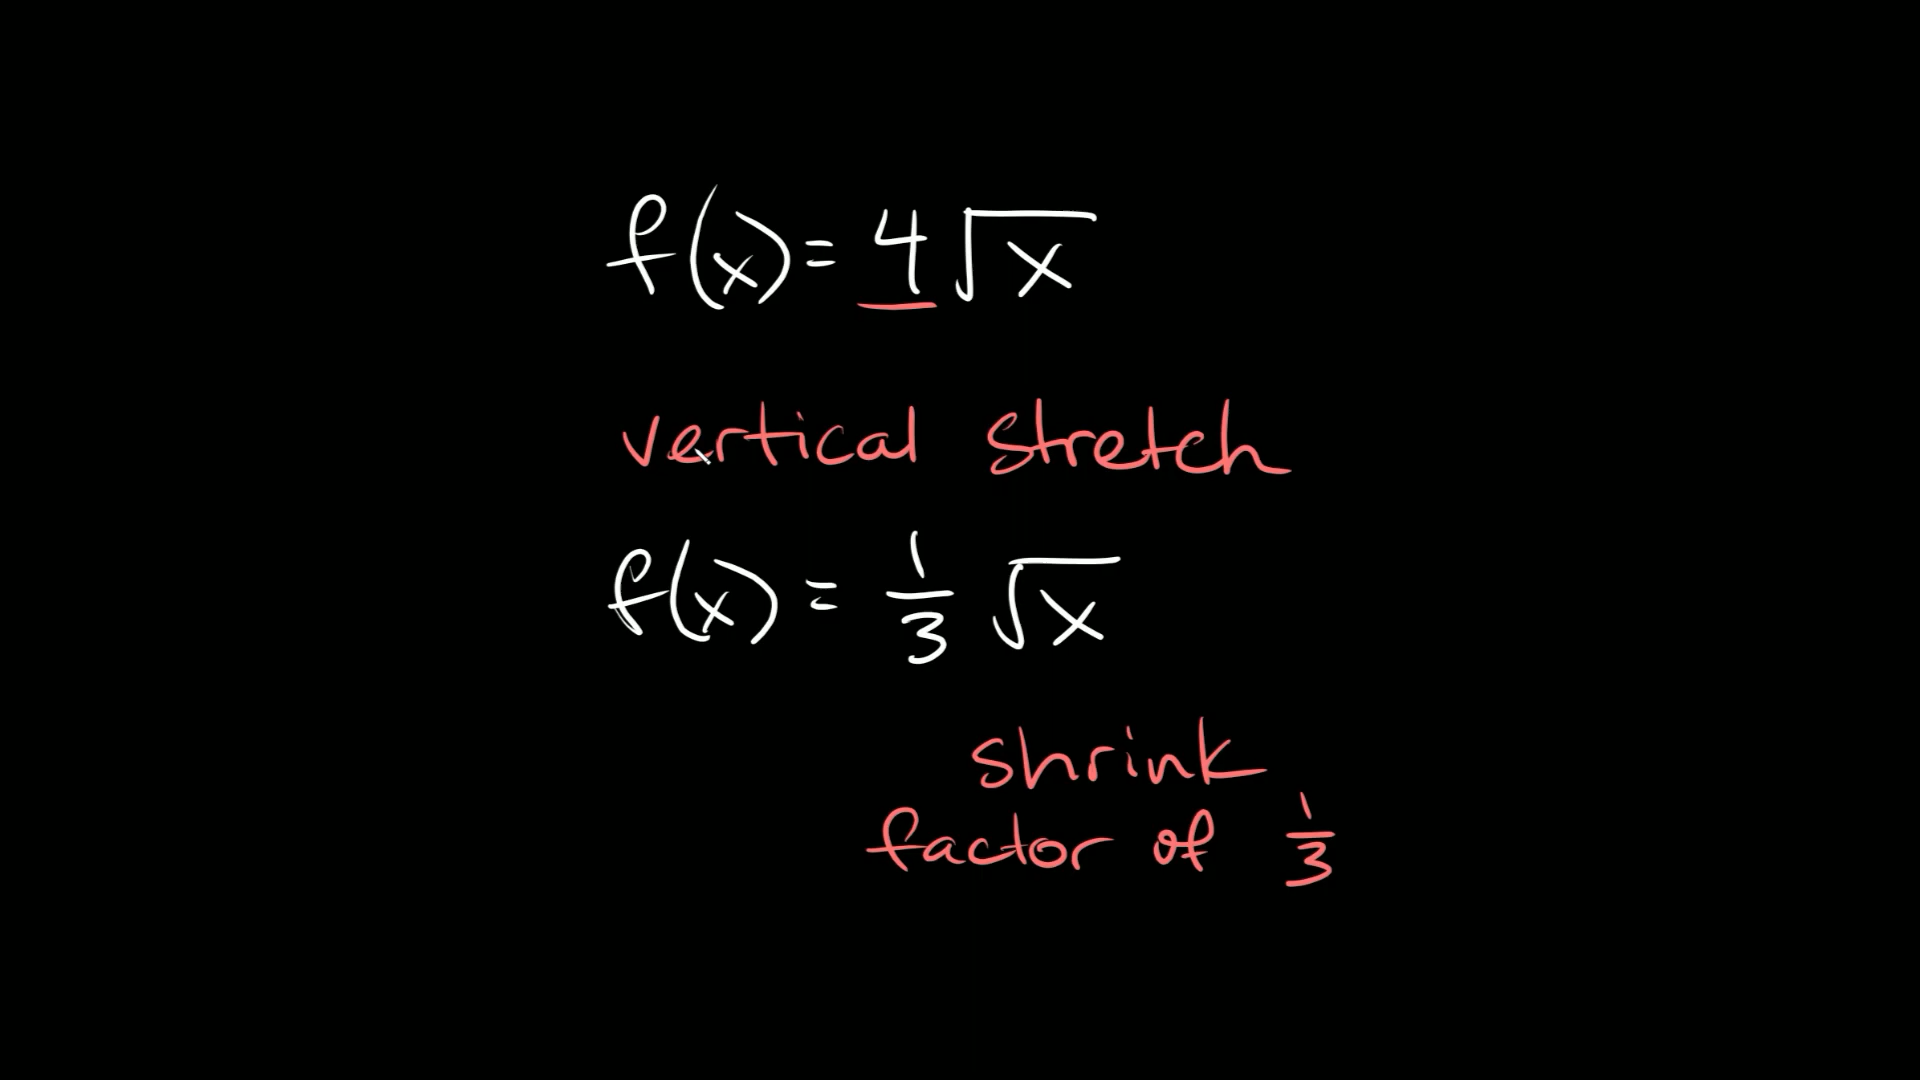 f(x) = 4√x
vertical stretch
f(x) = 1/3 √x
shrink
factor of 1/3